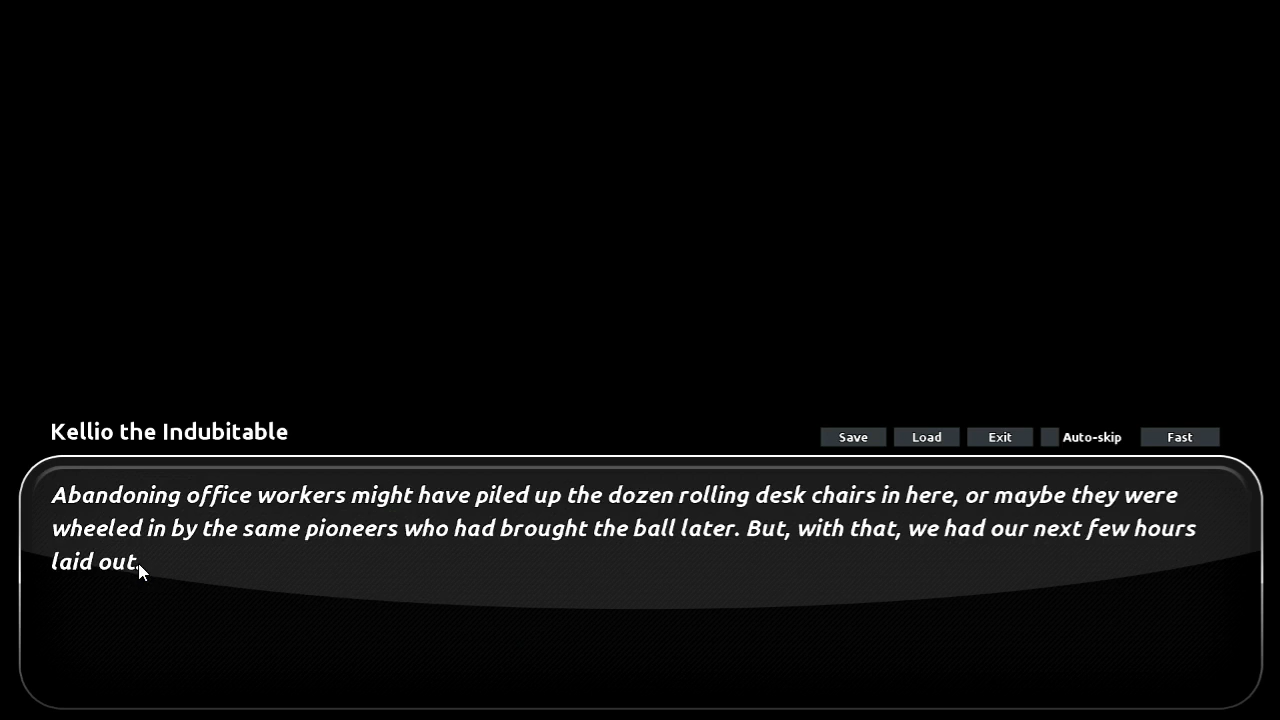 Kellio the Indubitable
Save Load Exit Auto-skip Fast
Abandoning office workers might have piled up the dozen rolling desk chairs in here, or maybe they were
wheeled in by the same pioneers who had brought the ball later. But, with that, we had our next few hours
laid out.